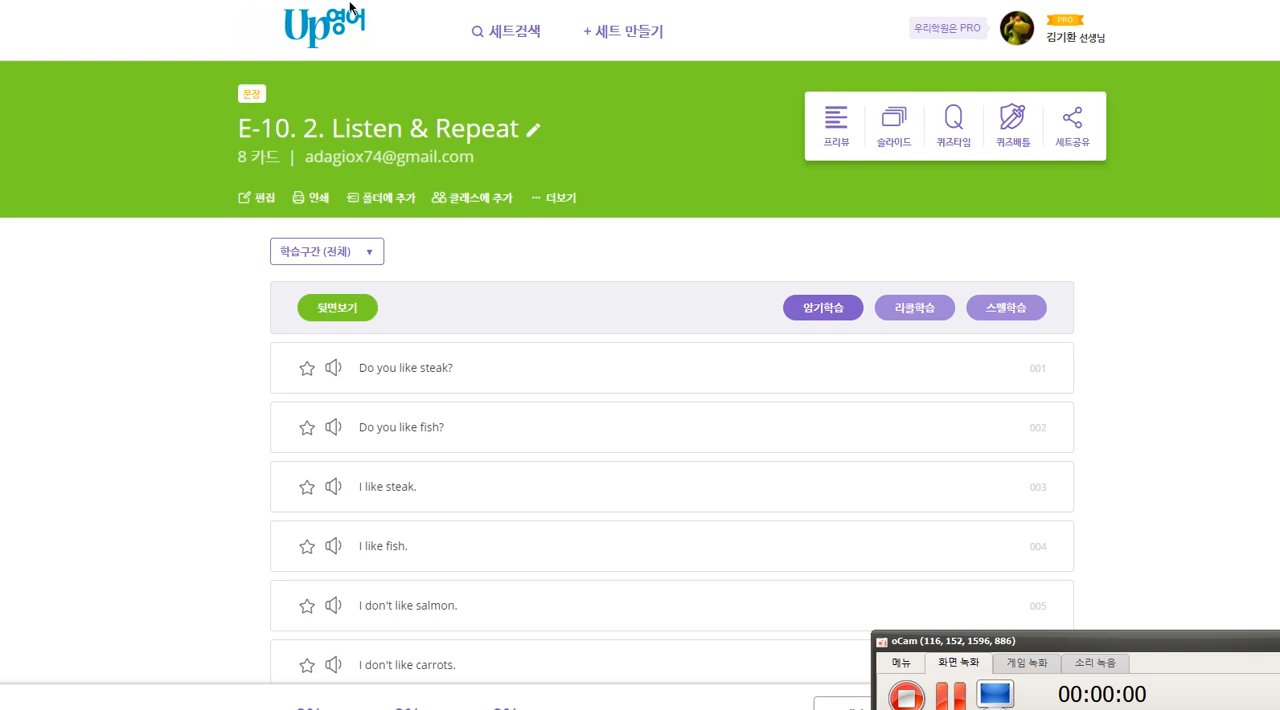 Up영어
세트검색
+ 세트 만들기
우리학원은 PRO
PRO
김기환 선생님
문장
E-10. 2. Listen & Repeat
8 카드 | adagiox74@gmail.com
프리뷰
슬라이드
퀴즈타임
퀴즈배틀
세트공유
편집
인쇄
폴더에 추가
클래스에 추가
··· 더보기
학습구간 (전체) ▼
뒷면보기
암기학습
리콜학습
스펠학습
Do you like steak? 001
Do you like fish? 002
I like steak. 003
I like fish. 004
I don't like salmon. 005
I don't like carrots.
oCam (116, 152, 1596, 886)
메뉴
화면 녹화
게임 녹화
소리 녹음
00:00:00